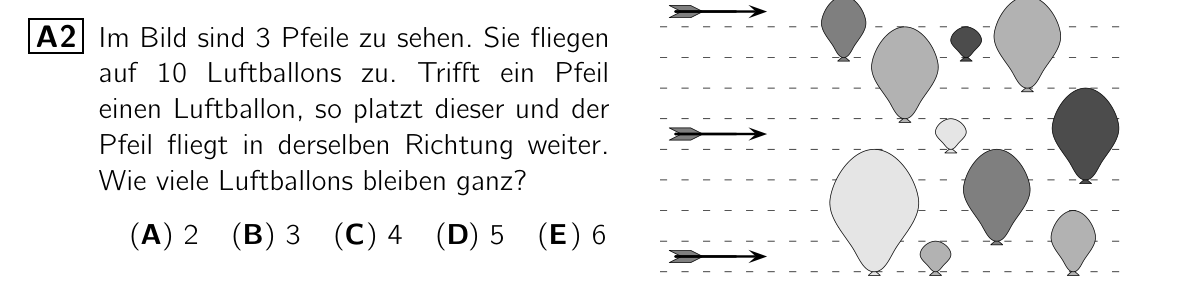 A2 Im Bild sind 3 Pfeile zu sehen. Sie fliegen
auf 10 Luftballons zu. Trifft ein Pfeil
einen Luftballon, so platzt dieser und der
Pfeil fliegt in derselben Richtung weiter.
Wie viele Luftballons bleiben ganz?
(A) 2 (B) 3 (C) 4 (D) 5 (E) 6